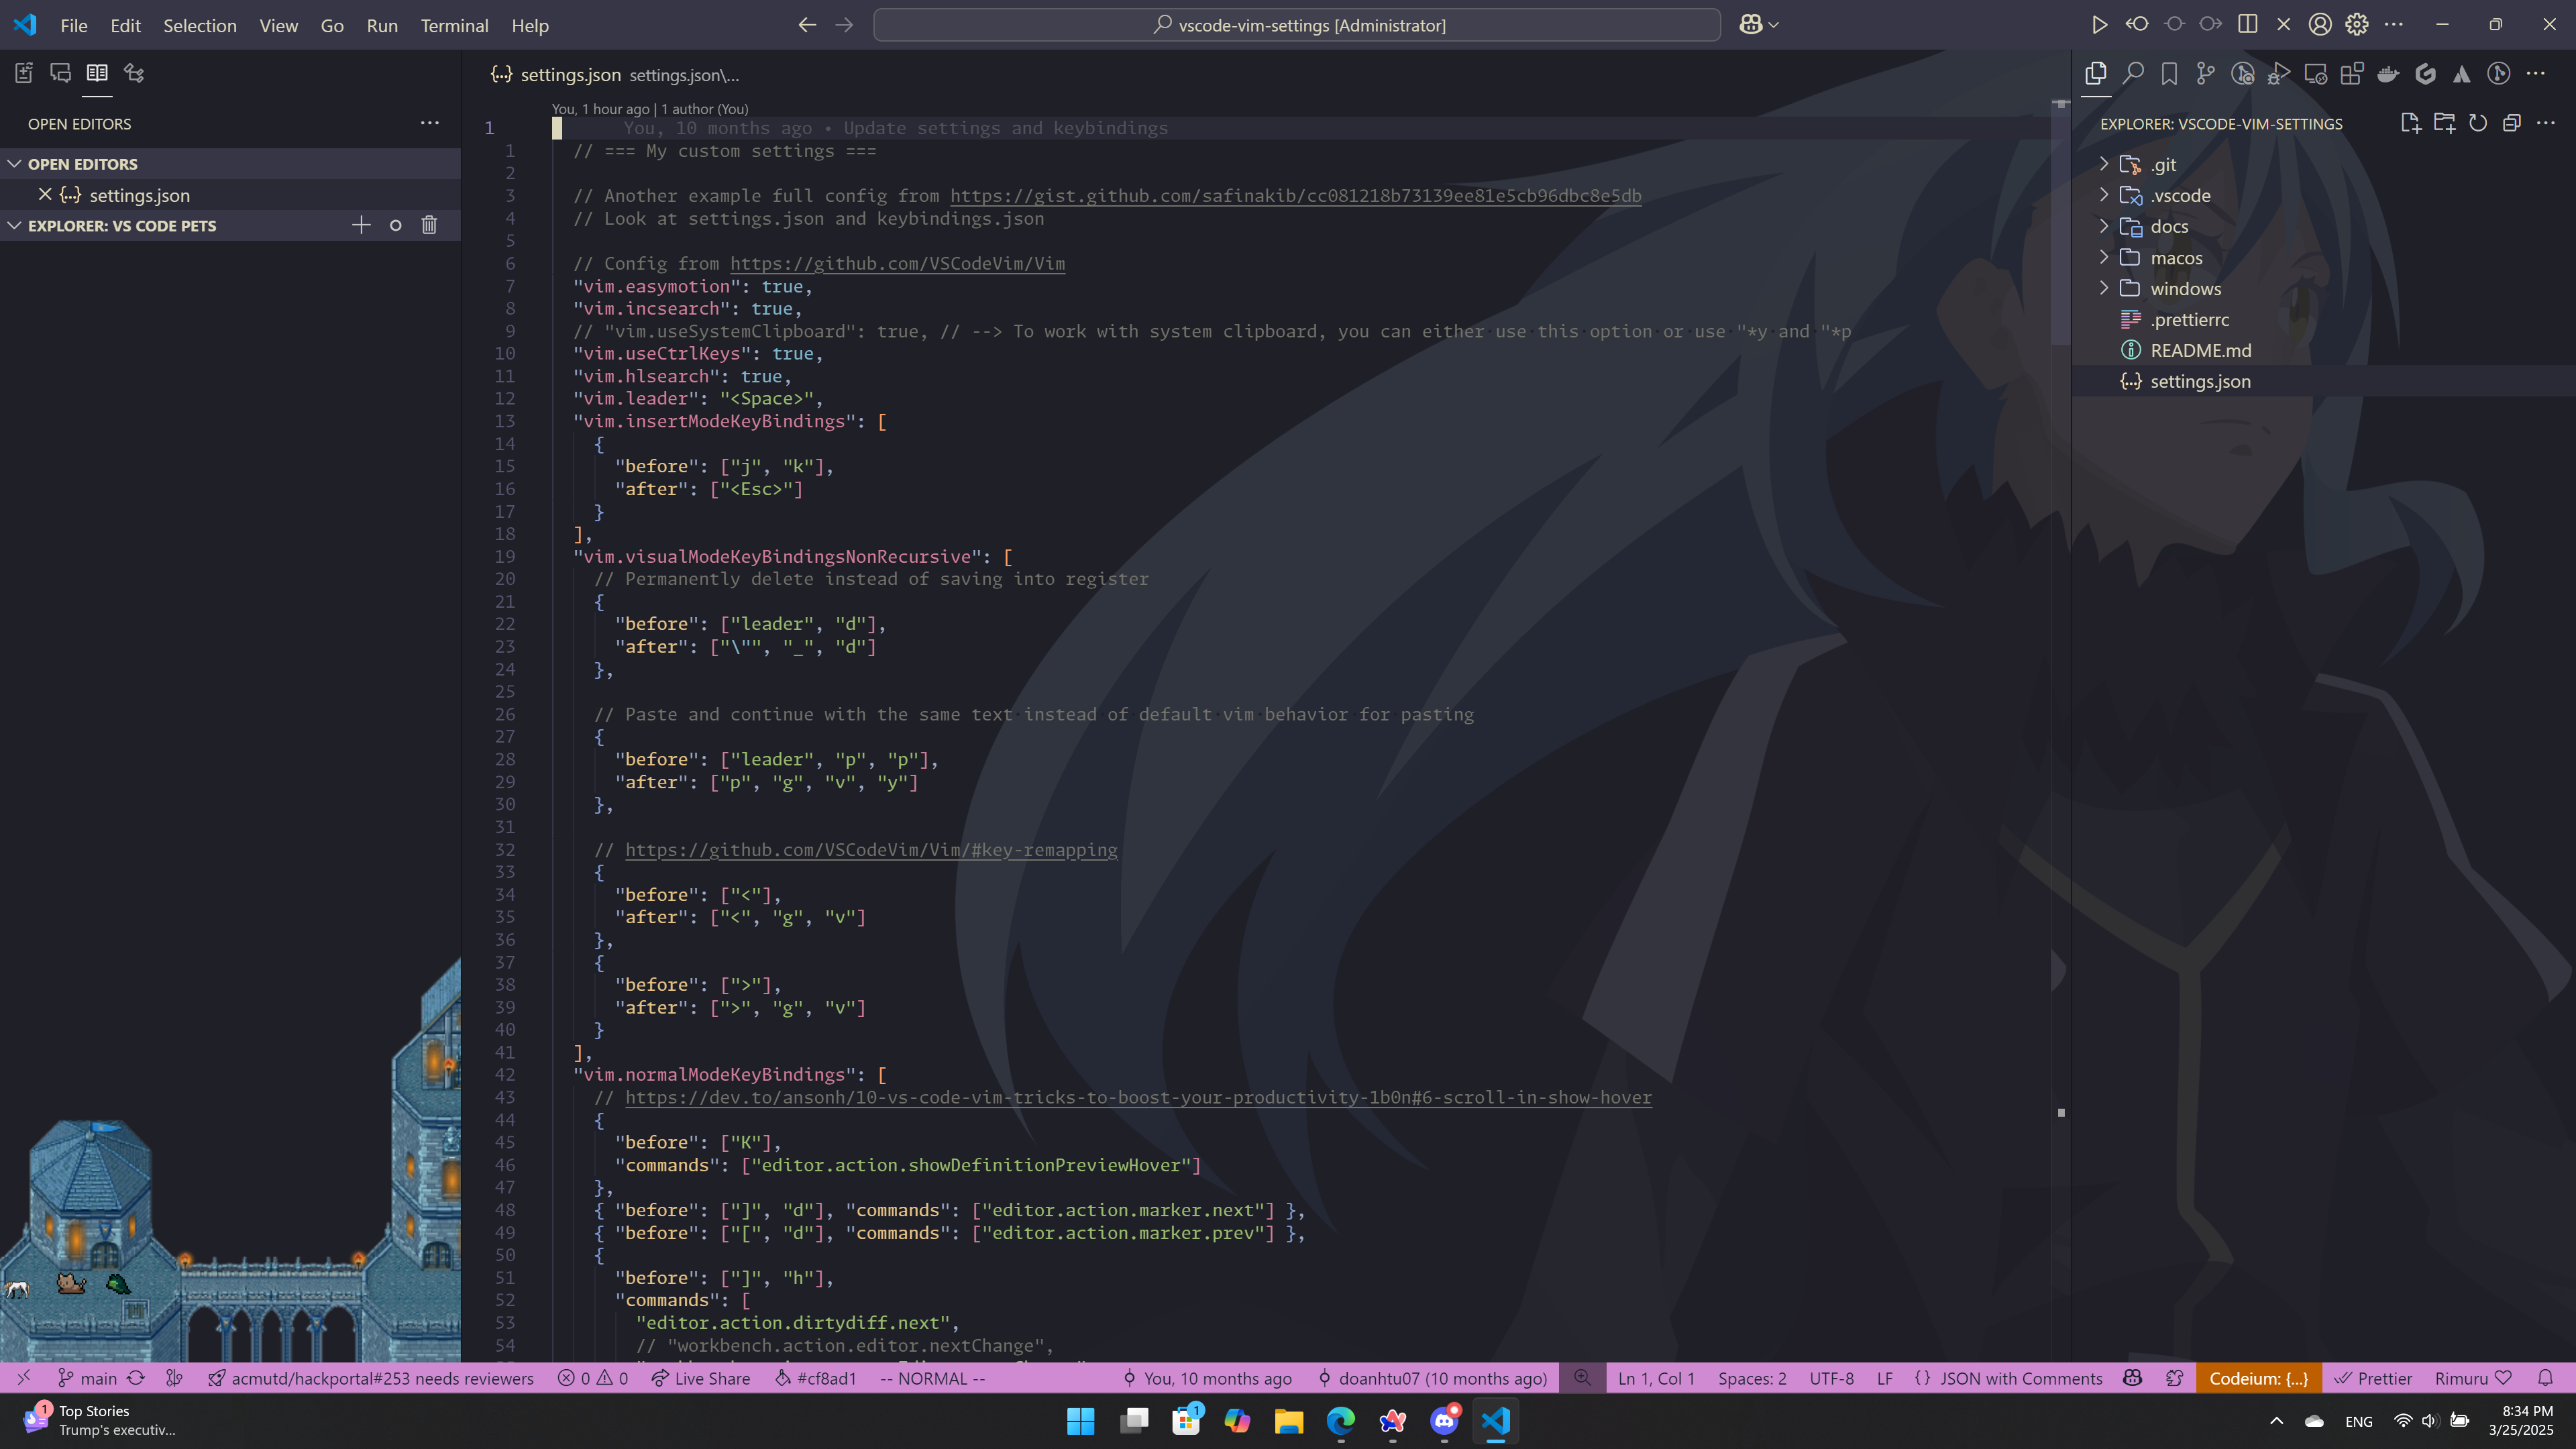 File Edit Selection View Go Run Terminal Help
vscode-vim-settings [Administrator]
OPEN EDITORS
OPEN EDITORS
settings.json
EXPLORER: VS CODE PETS
settings.json settings.json\...
You, 1 hour ago | 1 author (You)
1 You, 10 months ago • Update settings and keybindings
1 // === My custom settings ===
2
3 // Another example full config from https://gist.github.com/safinakib/cc081218b73139ee81e5cb96dbc8e5db
4 // Look at settings.json and keybindings.json
5
6 // Config from https://github.com/VSCodeVim/Vim
7 "vim.easymotion": true,
8 "vim.incsearch": true,
9 // "vim.useSystemClipboard": true, // --> To work with system clipboard, you can either use this option or use "*y and "*p
10 "vim.useCtrlKeys": true,
11 "vim.hlsearch": true,
12 "vim.leader": "<Space>",
13 "vim.insertModeKeyBindings": [
14 {
15 "before": ["j", "k"],
16 "after": ["<Esc>"]
17 }
18 ],
19 "vim.visualModeKeyBindingsNonRecursive": [
20 // Permanently delete instead of saving into register
21 {
22 "before": ["leader", "d"],
23 "after": ["\"", "_", "d"]
24 },
25
26 // Paste and continue with the same text instead of default vim behavior for pasting
27 {
28 "before": ["leader", "p", "p"],
29 "after": ["p", "g", "v", "y"]
30 },
31
32 // https://github.com/VSCodeVim/Vim/#key-remapping
33 {
34 "before": ["<"],
35 "after": ["<", "g", "v"]
36 },
37 {
38 "before": [">"],
39 "after": [">", "g", "v"]
40 }
41 ],
42 "vim.normalModeKeyBindings": [
43 // https://dev.to/ansonh/10-vs-code-vim-tricks-to-boost-your-productivity-1b0n#6-scroll-in-show-hover
44 {
45 "before": ["K"],
46 "commands": ["editor.action.showDefinitionPreviewHover"]
47 },
48 { "before": ["]", "d"], "commands": ["editor.action.marker.next"] },
49 { "before": ["[", "d"], "commands": ["editor.action.marker.prev"] },
50 {
51 "before": ["]", "h"],
52 "commands": [
53 "editor.action.dirtydiff.next",
54 // "workbench.action.editor.nextChange",
EXPLORER: VSCODE-VIM-SETTINGS
.git
.vscode
docs
macos
windows
.prettierrc
README.md
settings.json
main acmutd/hackportal#253 needs reviewers 0 0 Live Share #cf8ad1 -- NORMAL -- You, 10 months ago doanhtu07 (10 months ago) Ln 1, Col 1 Spaces: 2 UTF-8 LF {} JSON with Comments Codeium: {...} Prettier Rimuru
1 Top Stories
Trump's executiv...
1
ENG
8:34 PM
3/25/2025